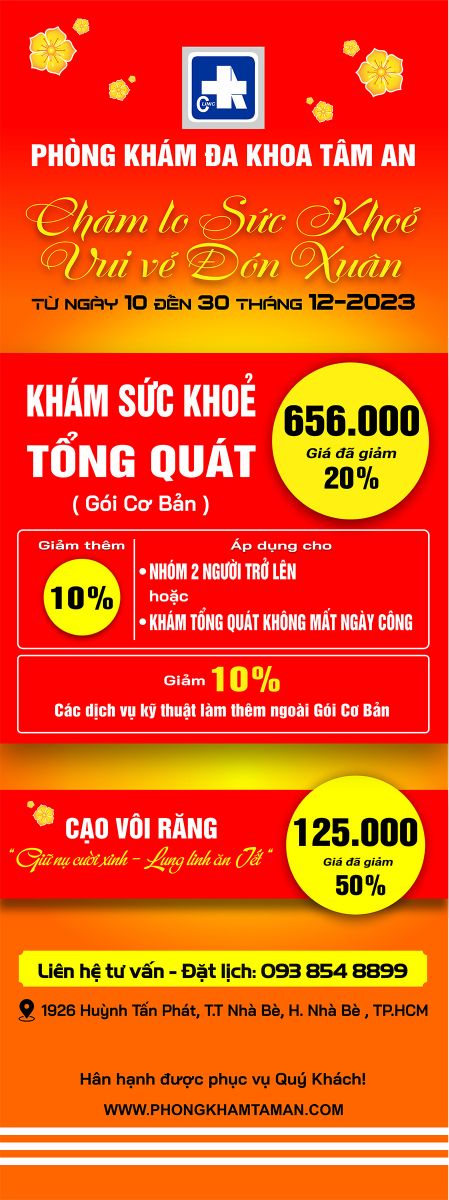 CLINIC
PHÒNG KHÁM ĐA KHOA TÂM AN
Chăm lo Sức Khoẻ
Vui vẻ Đón Xuân
TỪ NGÀY 10 ĐẾN 30 THÁNG 12-2023
KHÁM SỨC KHOẺ
TỔNG QUÁT
( Gói Cơ Bản )
656.000
Giá đã giảm
20%
Giảm thêm
10%
Áp dụng cho
• NHÓM 2 NGƯỜI TRỞ LÊN
hoặc
• KHÁM TỔNG QUÁT KHÔNG MẤT NGÀY CÔNG
Giảm 10%
Các dịch vụ kỹ thuật làm thêm ngoài Gói Cơ Bản
CẠO VÔI RĂNG
“ Giữ nụ cười xinh – Lung linh ăn Tết “
125.000
Giá đã giảm
50%
Liên hệ tư vấn - Đặt lịch: 093 854 8899
1926 Huỳnh Tấn Phát, T.T Nhà Bè, H. Nhà Bè , TP.HCM
Hân hạnh được phục vụ Quý Khách!
WWW.PHONGKHAMTAMAN.COM